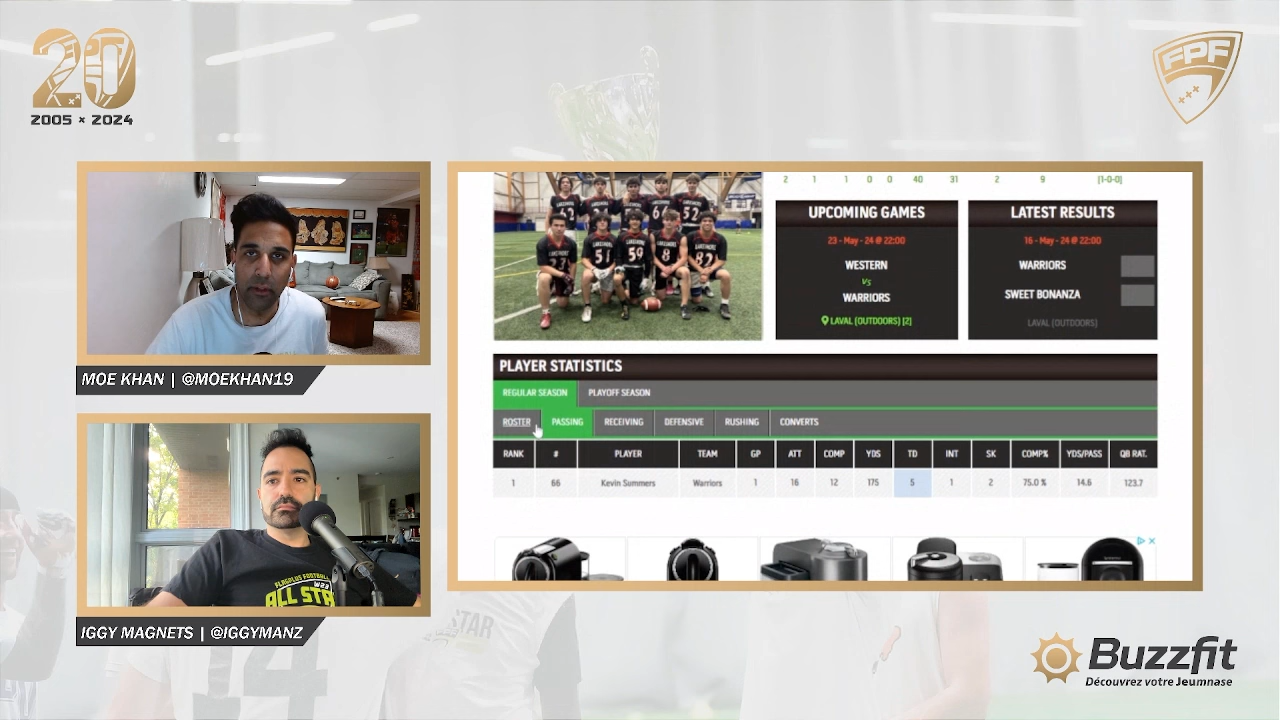 20
2005 × 2024
FPF
MOE KHAN | @MOEKHAN19
IGGY MAGNETS | @IGGYMANZ
FLAGPLUS FOOTBALL
ALL STA
2 1 1 0 0 40 31 2 9 [1-0-0]
UPCOMING GAMES
23 - May - 24 @ 22:00
WESTERN
Vs
WARRIORS
LAVAL (OUTDOORS) [2]
LATEST RESULTS
16 - May - 24 @ 22:00
WARRIORS
SWEET BONANZA
LAVAL (OUTDOORS)
PLAYER STATISTICS
REGULAR SEASON PLAYOFF SEASON
ROSTER PASSING RECEIVING DEFENSIVE RUSHING CONVERTS
RANK # PLAYER TEAM GP ATT COMP YDS TD INT SK COMP% YDS/PASS QB RAT.
1 66 Kevin Summers Warriors 1 16 12 175 5 1 2 75.0 % 14.6 123.7
Buzzfit
Découvrez votre Jeumnase